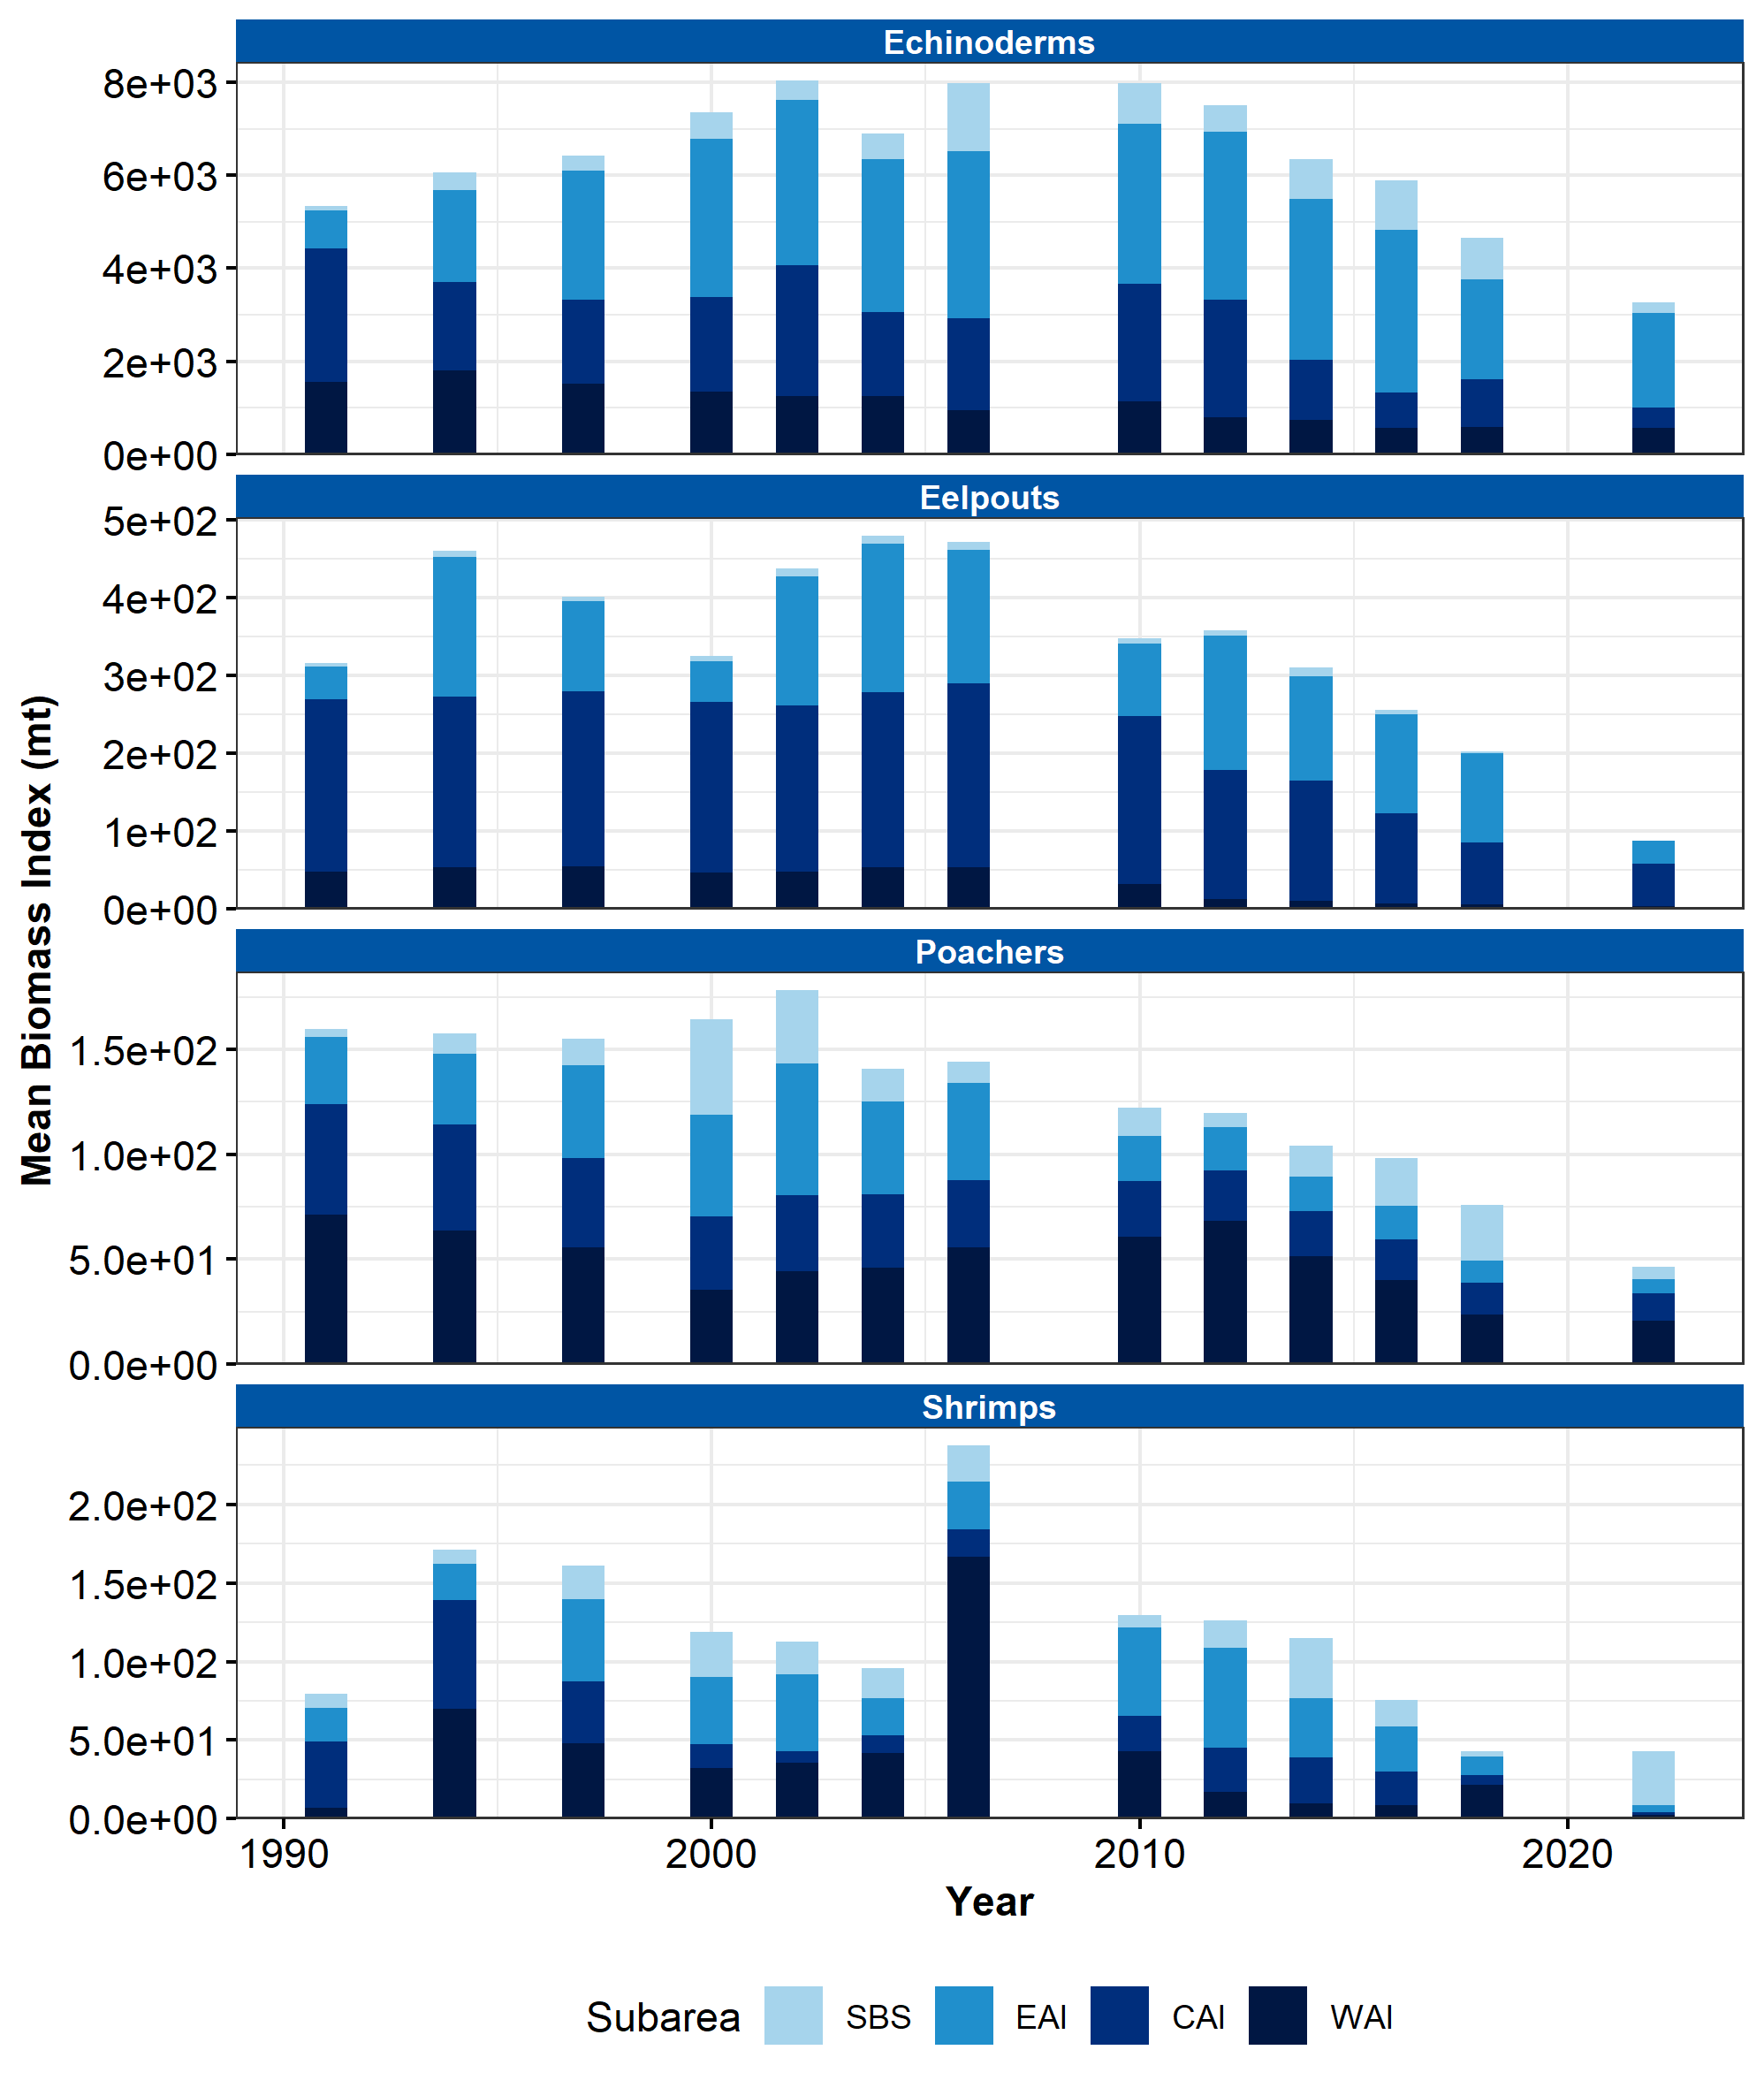 Echinoderms
8e+03
6e+03
4e+03
2e+03
0e+00
Eelpouts
5e+02
4e+02
3e+02
2e+02
1e+02
0e+00
Poachers
1.5e+02
1.0e+02
5.0e+01
0.0e+00
Shrimps
2.0e+02
1.5e+02
1.0e+02
5.0e+01
0.0e+00
Mean Biomass Index (mt)
1990 2000 2010 2020
Year
Subarea SBS EAI CAI WAI